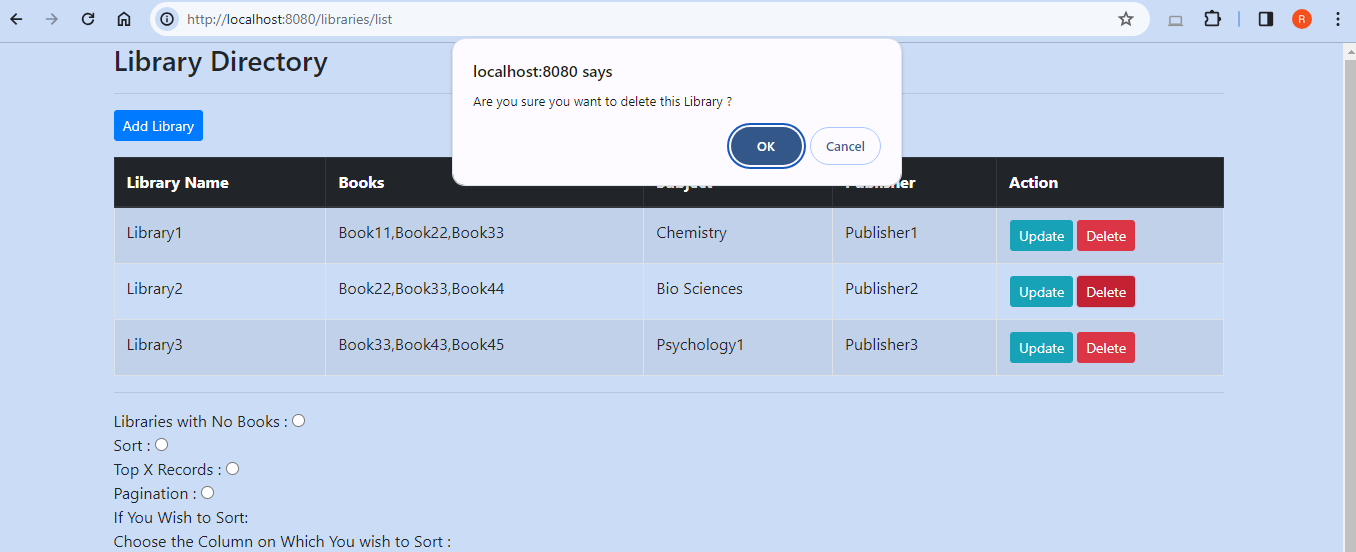 http://localhost:8080/libraries/list
R
Library Directory
localhost:8080 says
Are you sure you want to delete this Library ?
OK Cancel
Add Library
Library Name Books Subject Publisher Action
Library1 Book11,Book22,Book33 Chemistry Publisher1 Update Delete
Library2 Book22,Book33,Book44 Bio Sciences Publisher2 Update Delete
Library3 Book33,Book43,Book45 Psychology1 Publisher3 Update Delete
Libraries with No Books :
Sort :
Top X Records :
Pagination :
If You Wish to Sort:
Choose the Column on Which You wish to Sort :